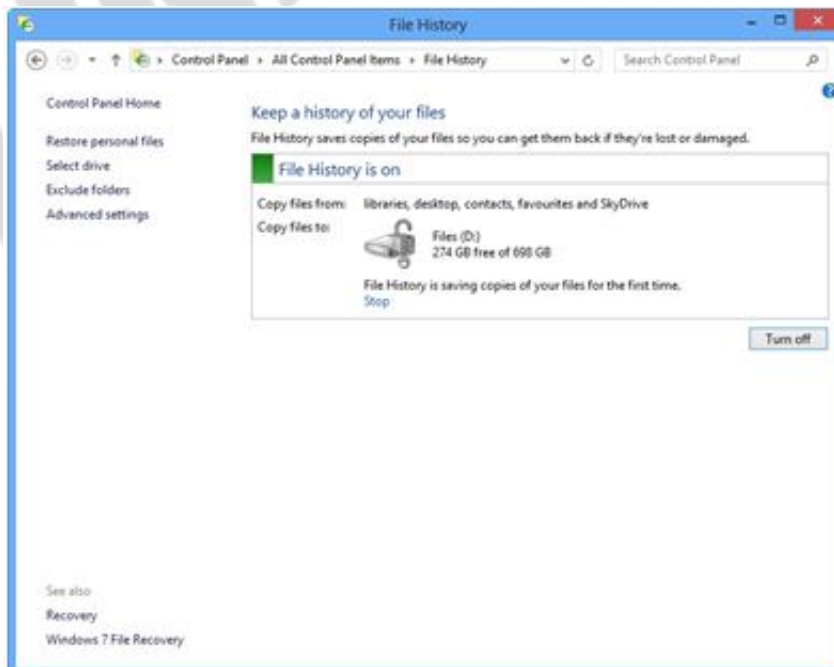 File History
Control Panel › All Control Panel Items › File History
Search Control Panel
Control Panel Home
Restore personal files
Select drive
Exclude folders
Advanced settings
Keep a history of your files
File History saves copies of your files so you can get them back if they're lost or damaged.
File History is on
Copy files from: libraries, desktop, contacts, favourites and SkyDrive
Copy files to:
Files (D:)
274 GB free of 698 GB
File History is saving copies of your files for the first time.
Stop
Turn off
See also
Recovery
Windows 7 File Recovery